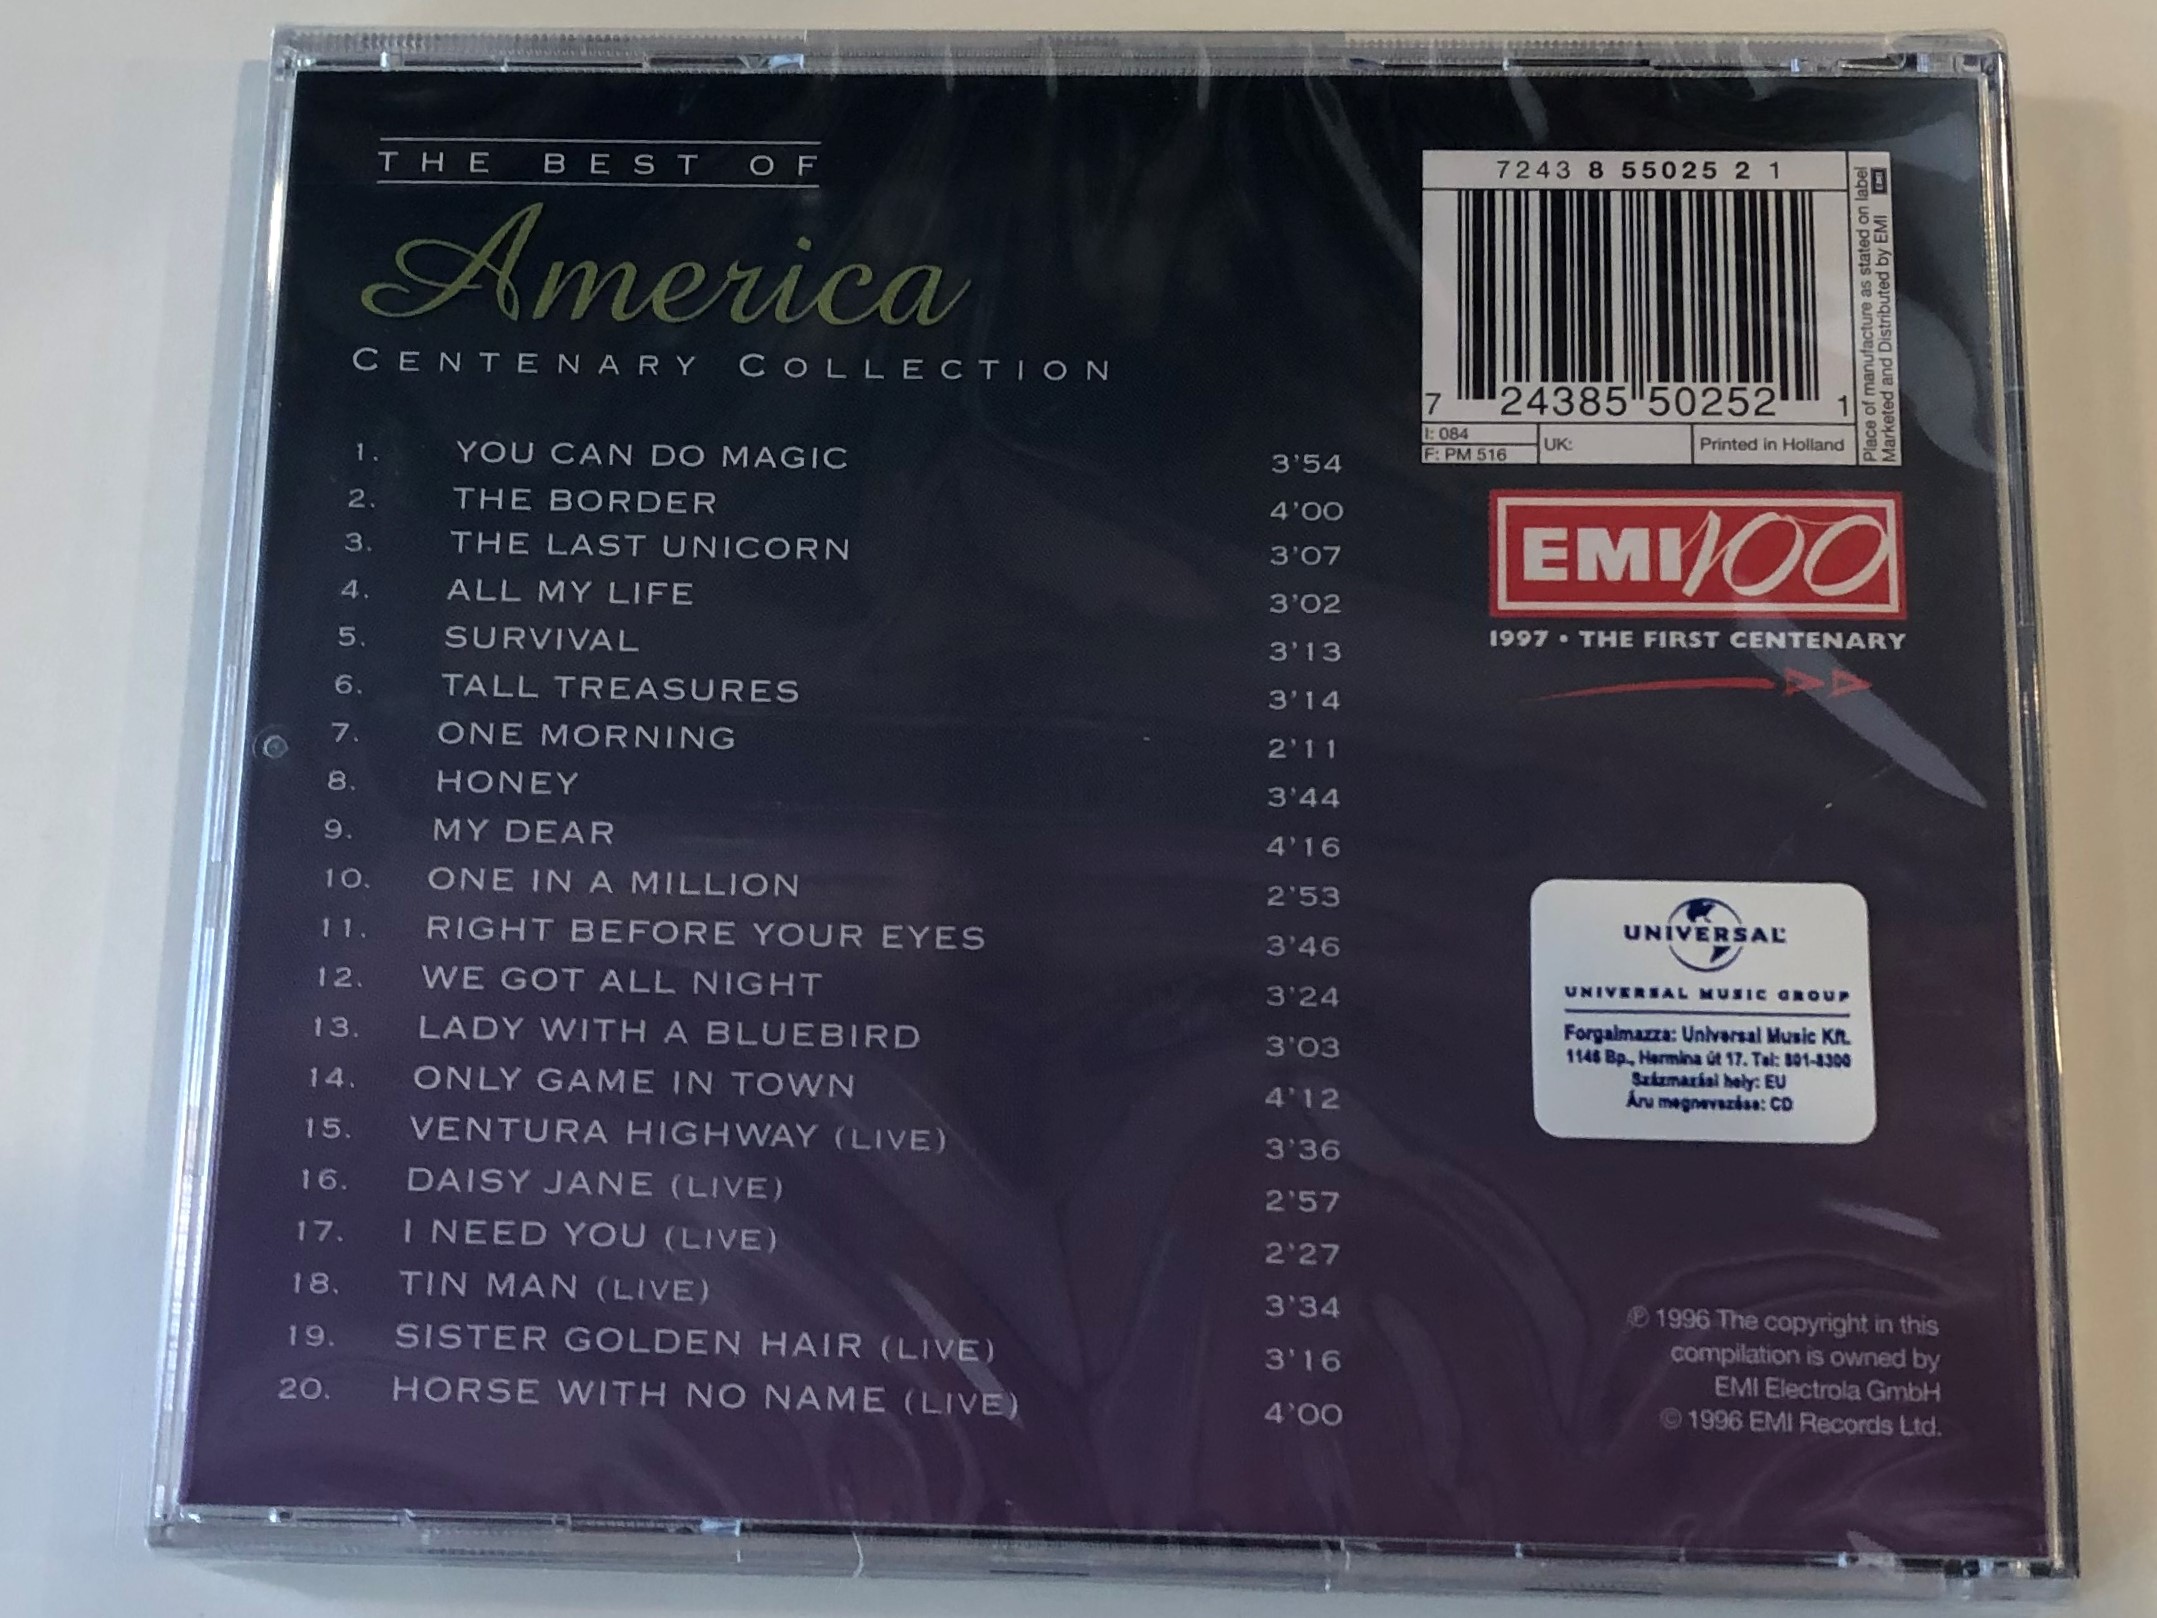 THE BEST OF
America
CENTENARY COLLECTION
1. YOU CAN DO MAGIC 3'54
2. THE BORDER 4'00
3. THE LAST UNICORN 3'07
4. ALL MY LIFE 3'02
5. SURVIVAL 3'13
6. TALL TREASURES 3'14
7. ONE MORNING 2'11
8. HONEY 3'44
9. MY DEAR 4'16
10. ONE IN A MILLION 2'53
11. RIGHT BEFORE YOUR EYES 3'46
12. WE GOT ALL NIGHT 3'24
13. LADY WITH A BLUEBIRD 3'03
14. ONLY GAME IN TOWN 4'12
15. VENTURA HIGHWAY (LIVE) 3'36
16. DAISY JANE (LIVE) 2'57
17. I NEED YOU (LIVE) 2'27
18. TIN MAN (LIVE) 3'34
19. SISTER GOLDEN HAIR (LIVE) 3'16
20. HORSE WITH NO NAME (LIVE) 4'00
7243 8 55025 2 1
7 24385 50252 1
I: 084
F: PM 516
UK:
Printed in Holland
Place of manufacture as stated on label
Marketed and Distributed by EMI
EMI
EMI 100
1997 • THE FIRST CENTENARY
UNIVERSAL
UNIVERSAL MUSIC GROUP
Forgalmazza: Universal Music Kft.
1146 Bp., Hermina út 17. Tel: 801-8300
Származási hely: EU
Áru megnevezése: CD
℗ 1996 The copyright in this
compilation is owned by
EMI Electrola GmbH
© 1996 EMI Records Ltd.